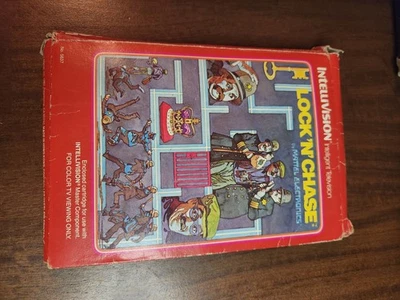 INTELLIVISION
Intelligent Television
LOCK'N'CHASE
by MATTEL ELECTRONICS
Enclosed cartridge for use with
INTELLIVISION Master Component.
FOR COLOR TV VIEWING ONLY